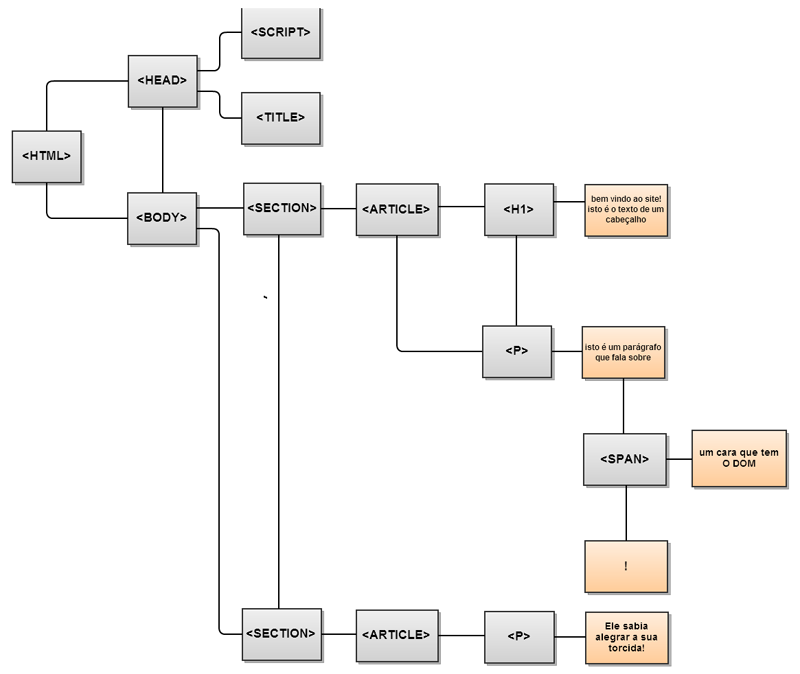 <SCRIPT>
<HEAD>
<TITLE>
<HTML>
<BODY>
<SECTION>
<ARTICLE>
<H1>
bem vindo ao site!
isto é o texto de um
cabeçalho
<P>
isto é um parágrafo
que fala sobre
<SPAN>
um cara que tem
O DOM
!
<SECTION>
<ARTICLE>
<P>
Ele sabia
alegrar a sua
torcida!